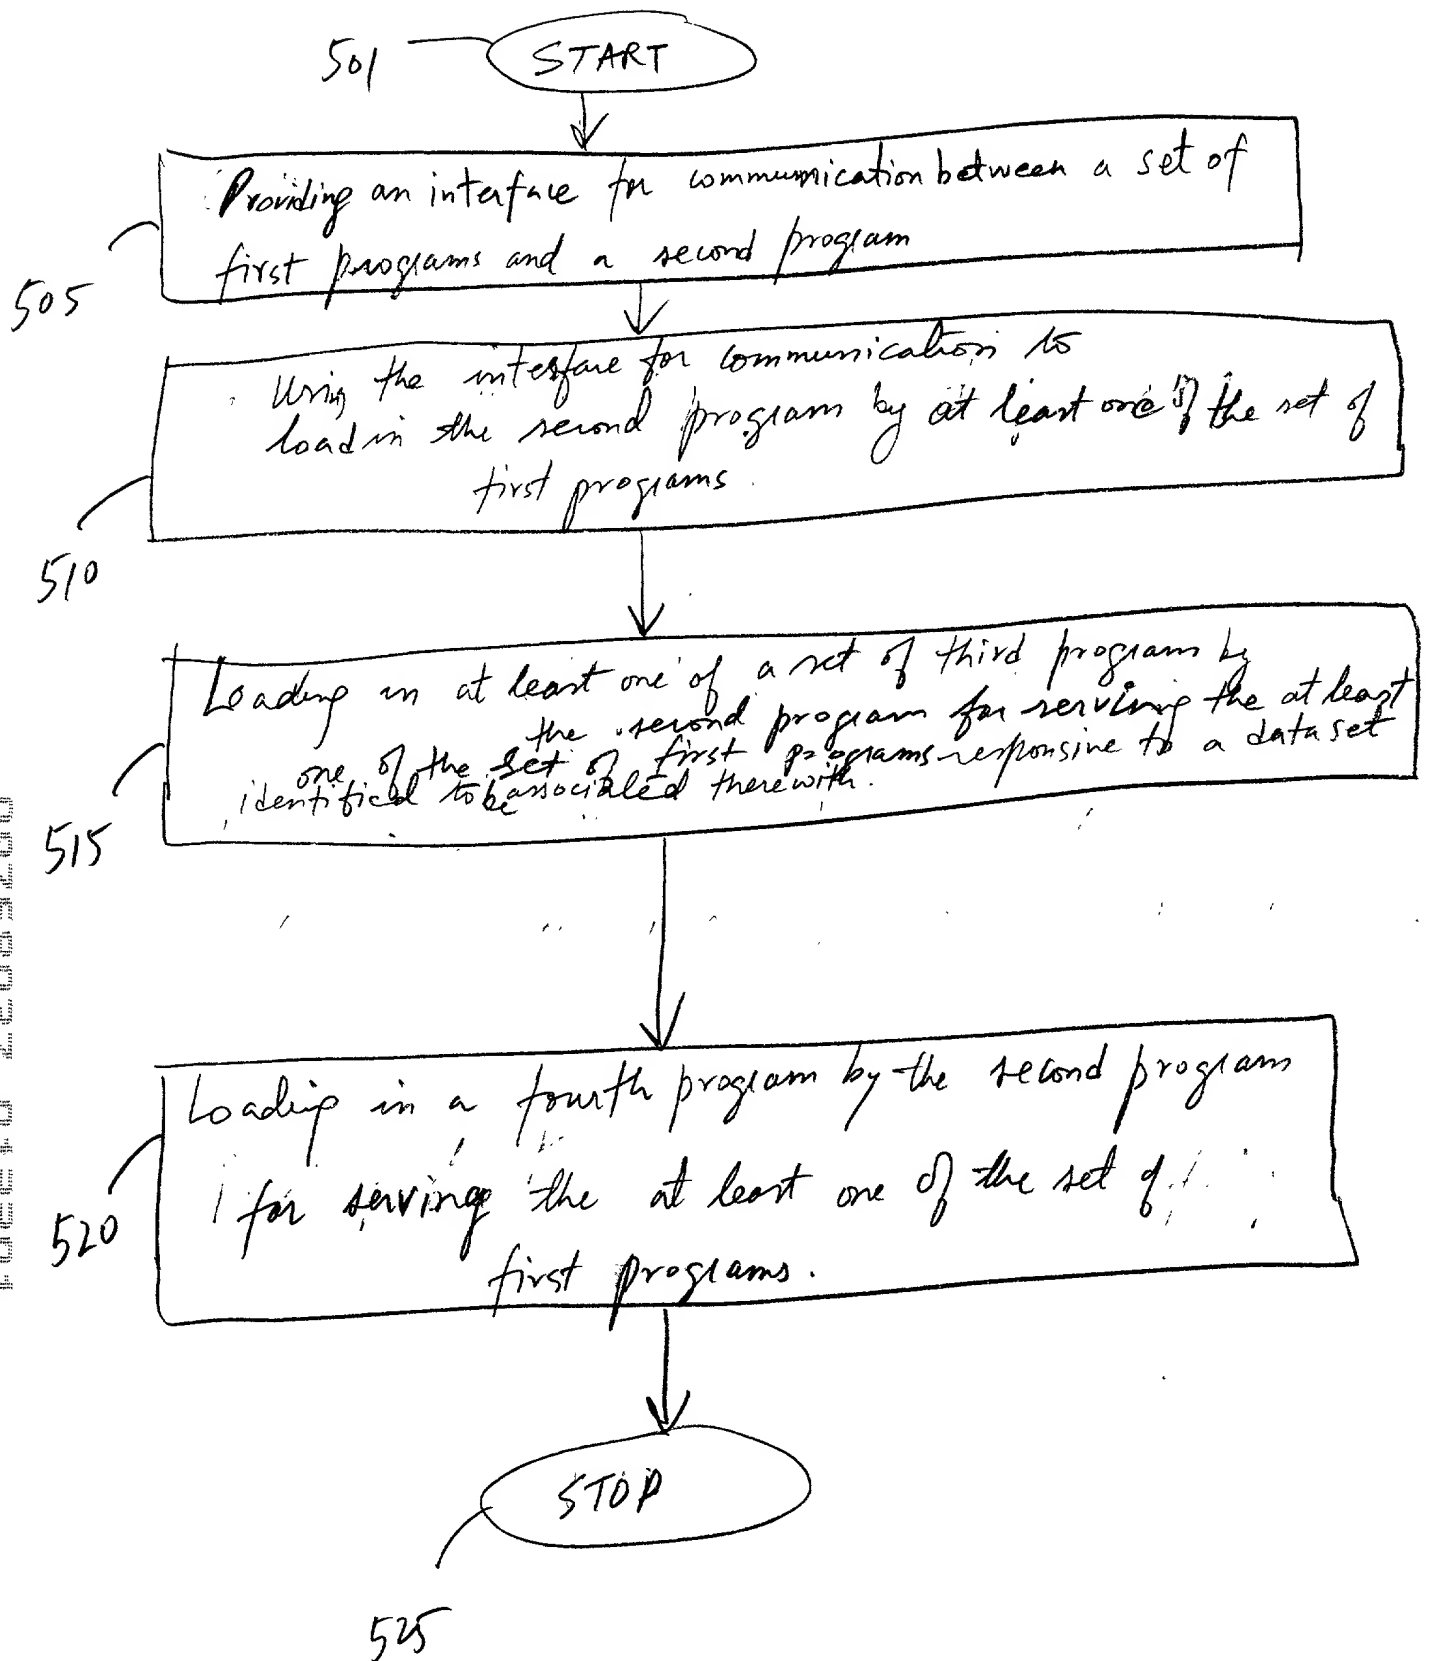 501
START
Providing an interface for communication between a set of
first programs and a second program
505
Using the interface for communication to
load in the second program by at least one of the set of
first programs.
510
Loading in at least one of a set of third program by
the second program for serving the at least
one of the set of first programs responsive to a data set
identified to be associated therewith.
515
Loading in a fourth program by the second program
for serving the at least one of the set of
first programs.
520
STOP
525